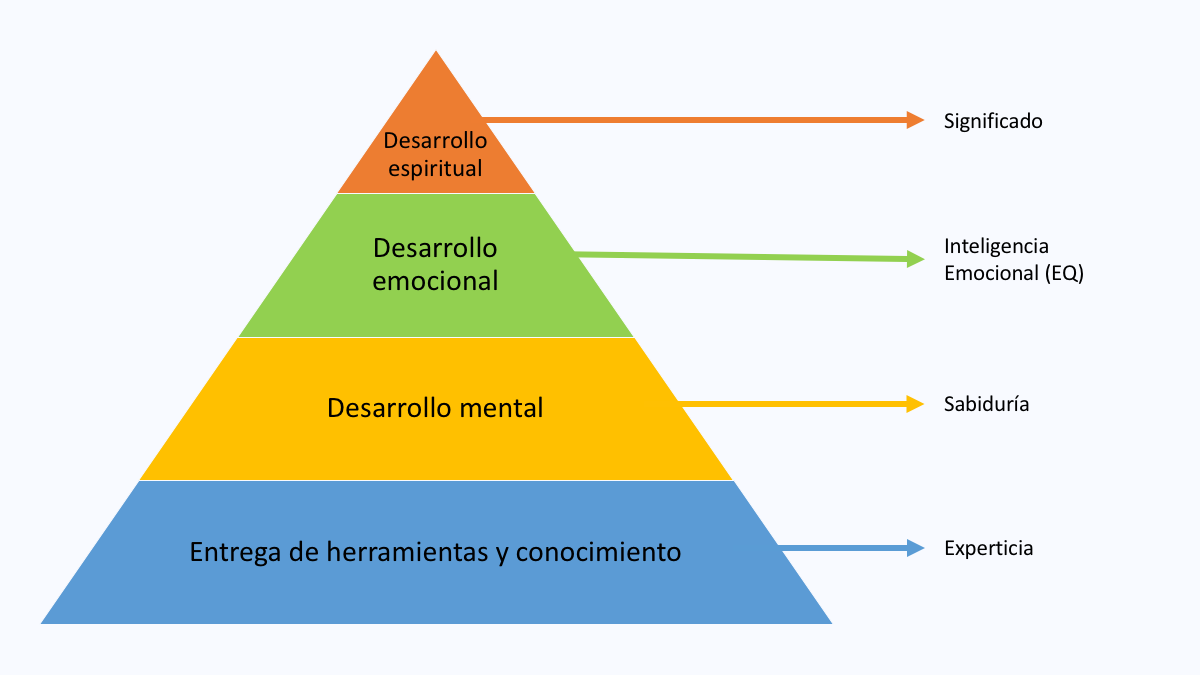 Desarrollo
espiritual
Significado
Desarrollo
emocional
Inteligencia
Emocional (EQ)
Desarrollo mental
Sabiduría
Entrega de herramientas y conocimiento
Experticia